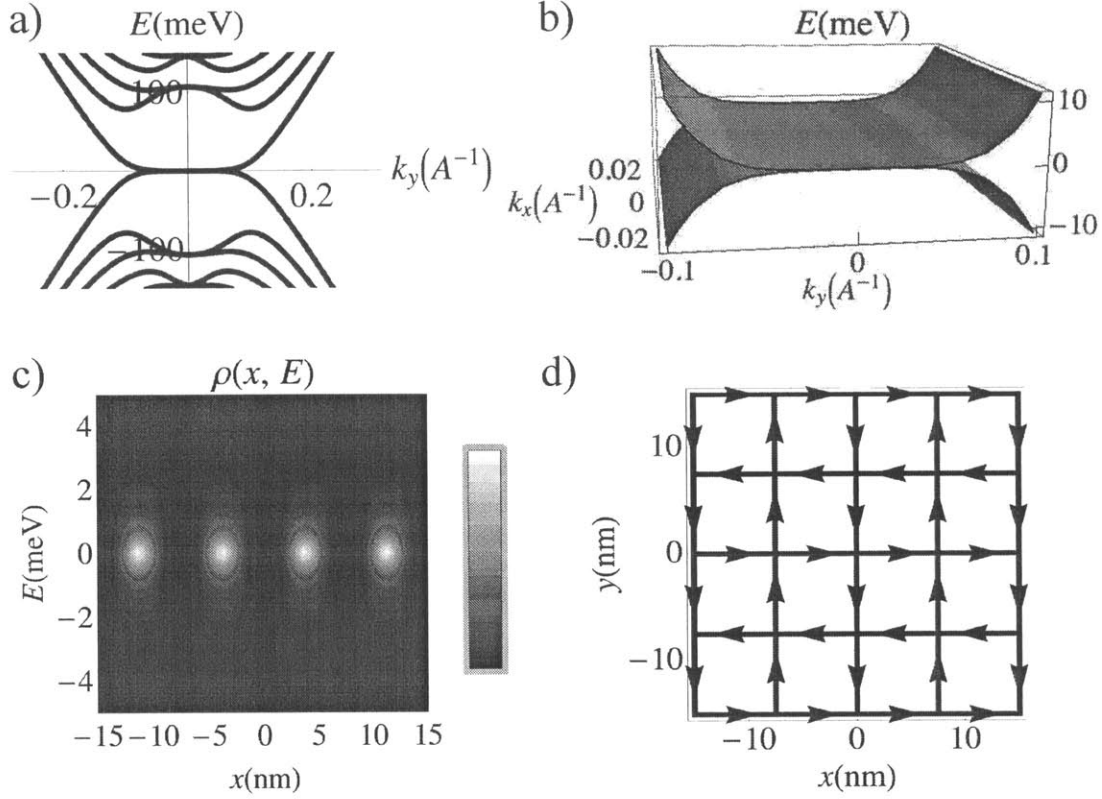 a)
E(meV)
100
−0.2
0.2
k_y(A⁻¹)
−100
b)
E(meV)
10
0
−10
0.02
k_x(A⁻¹) 0
−0.02
−0.1
0
0.1
k_y(A⁻¹)
c)
ρ(x, E)
4
2
E(meV)
0
−2
−4
−15 −10 −5 0 5 10 15
x(nm)
d)
10
y(nm)
0
−10
−10 0 10
x(nm)